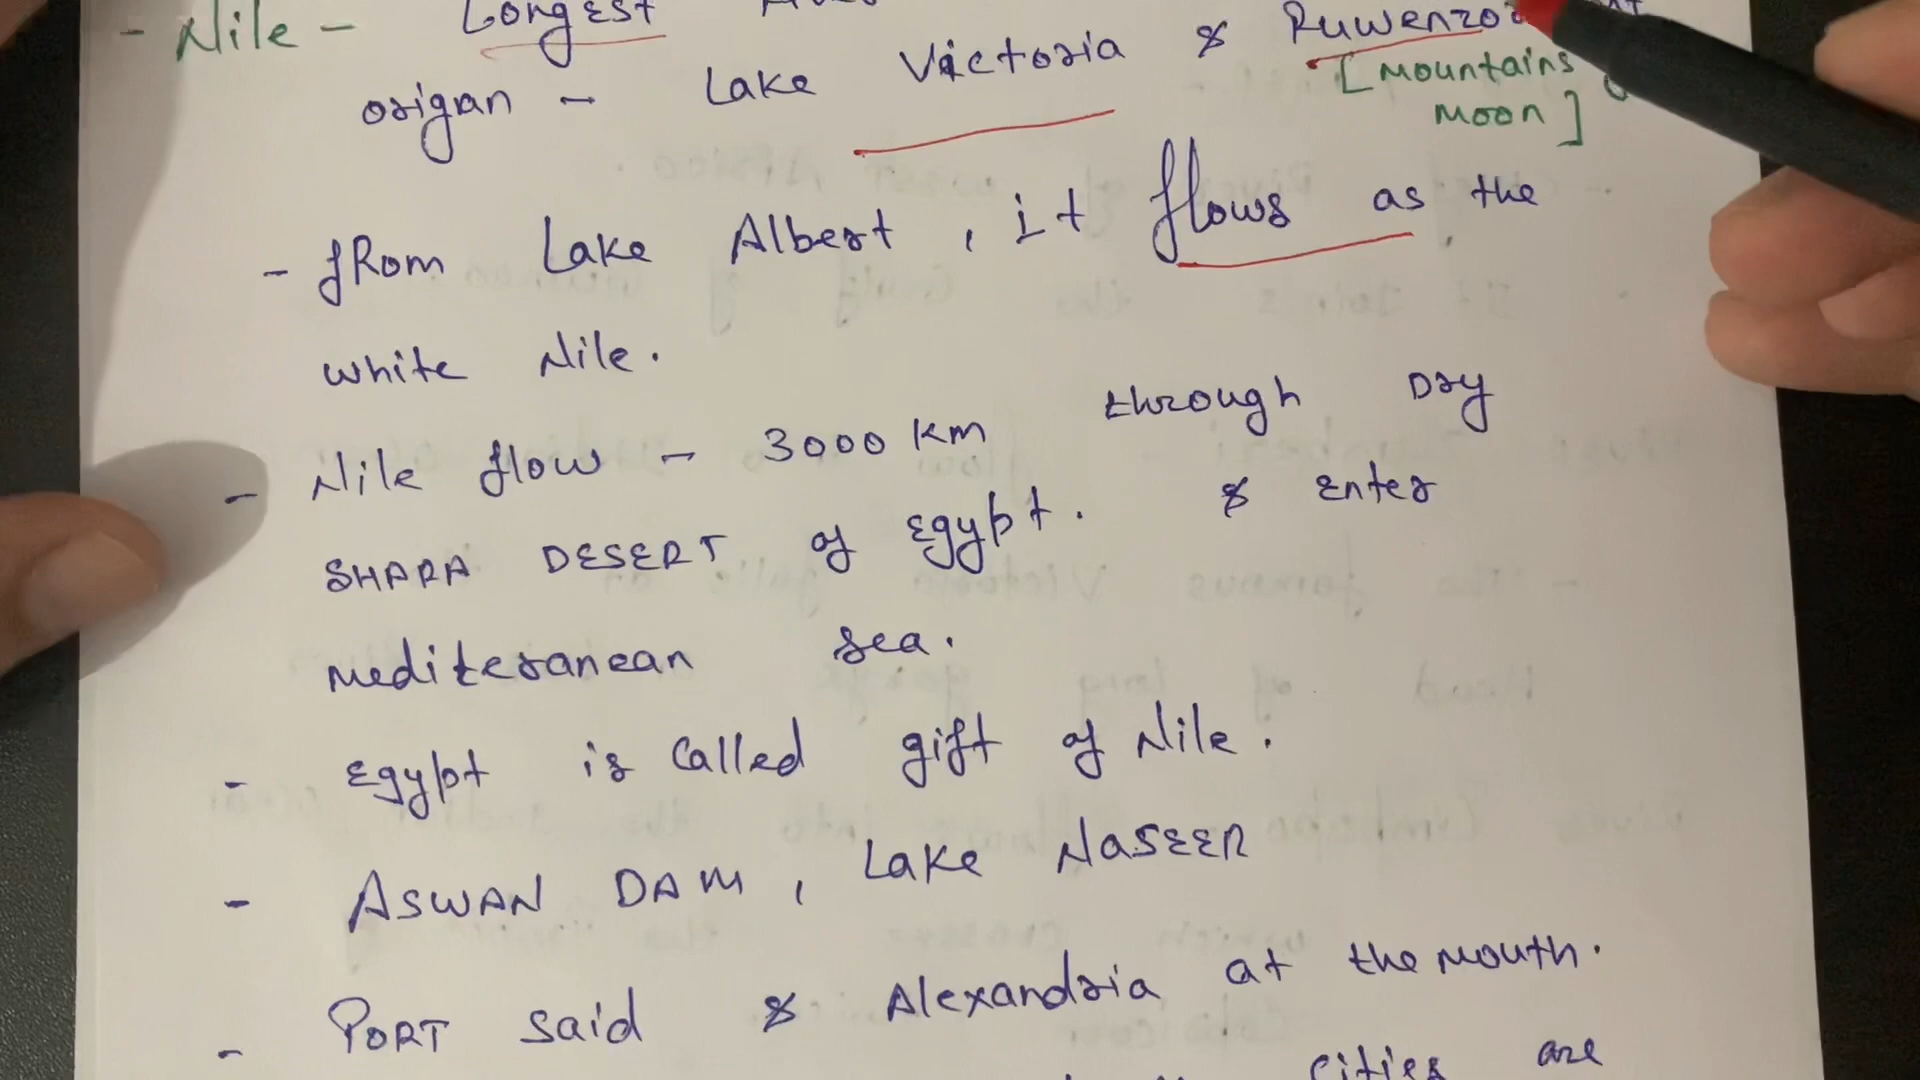 - Nile - Longest
origan - Lake Victoria & Ruwenzo
[Mountains
Moon]
- fRom Lake Albert, it flows as the
white Nile.
- Nile flow - 3000 km through Dry
SHARA DESERT of Egypt. & Enter
Mediteranean Sea.
- Egypt is called gift of Nile.
- ASWAN DAM, Lake NASEER
- PORT said & Alexandria at the mouth.
cities are